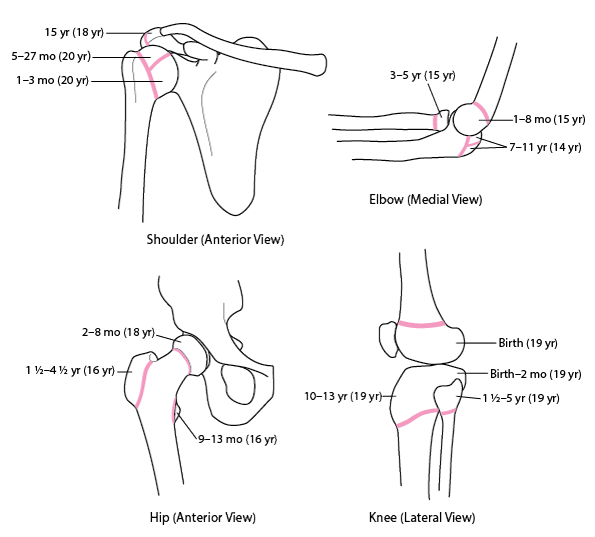 15 yr (18 yr)
5–27 mo (20 yr)
1–3 mo (20 yr)
Shoulder (Anterior View)
3–5 yr (15 yr)
1–8 mo (15 yr)
7–11 yr (14 yr)
Elbow (Medial View)
2–8 mo (18 yr)
1 ½–4 ½ yr (16 yr)
9–13 mo (16 yr)
Hip (Anterior View)
Birth (19 yr)
Birth–2 mo (19 yr)
10–13 yr (19 yr)
1 ½–5 yr (19 yr)
Knee (Lateral View)